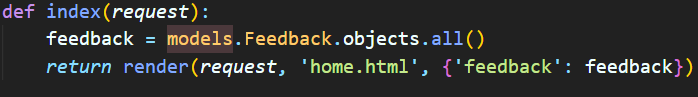 def index(request):
    feedback = models.Feedback.objects.all()
    return render(request, 'home.html', {'feedback': feedback})